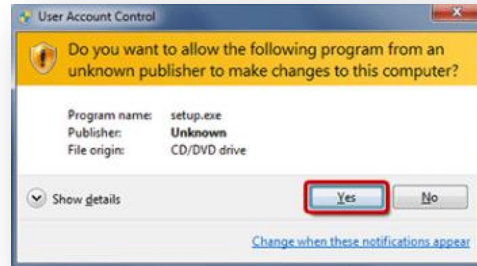 User Account Control
Do you want to allow the following program from an
unknown publisher to make changes to this computer?
Program name: setup.exe
Publisher: Unknown
File origin: CD/DVD drive
Show details
Yes
No
Change when these notifications appear